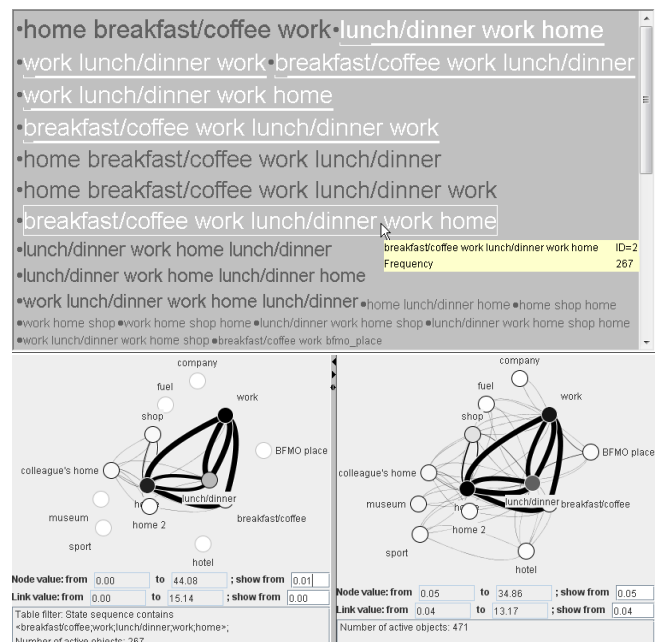 •home breakfast/coffee work•lunch/dinner work home
•work lunch/dinner work•breakfast/coffee work lunch/dinner
•work lunch/dinner work home
•breakfast/coffee work lunch/dinner work
•home breakfast/coffee work lunch/dinner
•home breakfast/coffee work lunch/dinner work
•breakfast/coffee work lunch/dinner work home
breakfast/coffee work lunch/dinner work home ID=2
Frequency 267
•lunch/dinner work home lunch/dinner
•lunch/dinner work home lunch/dinner home
•work lunch/dinner work home lunch/dinner •home lunch/dinner home •home shop home
•work home shop •work home shop home •lunch/dinner work home shop •lunch/dinner work home shop home
•work lunch/dinner work home shop •breakfast/coffee work bfmo_place
company
fuel
work
shop
BFMO place
colleague's home
lunch/dinner
museum
home 2
breakfast/coffee
sport
hotel
Node value: from 0.00 to 44.08 ; show from 0.01
Link value: from 0.00 to 15.14 ; show from 0.00
Table filter: State sequence contains
<breakfast/coffee;work;lunch/dinner;work;home>;
Number of active objects: 267
company
fuel
work
shop
BFMO place
colleague's home
museum
lunch/dinner
breakfast/coffee
home 2
sport
hotel
Node value: from 0.05 to 34.86 ; show from 0.05
Link value: from 0.04 to 13.17 ; show from 0.04
Number of active objects: 471